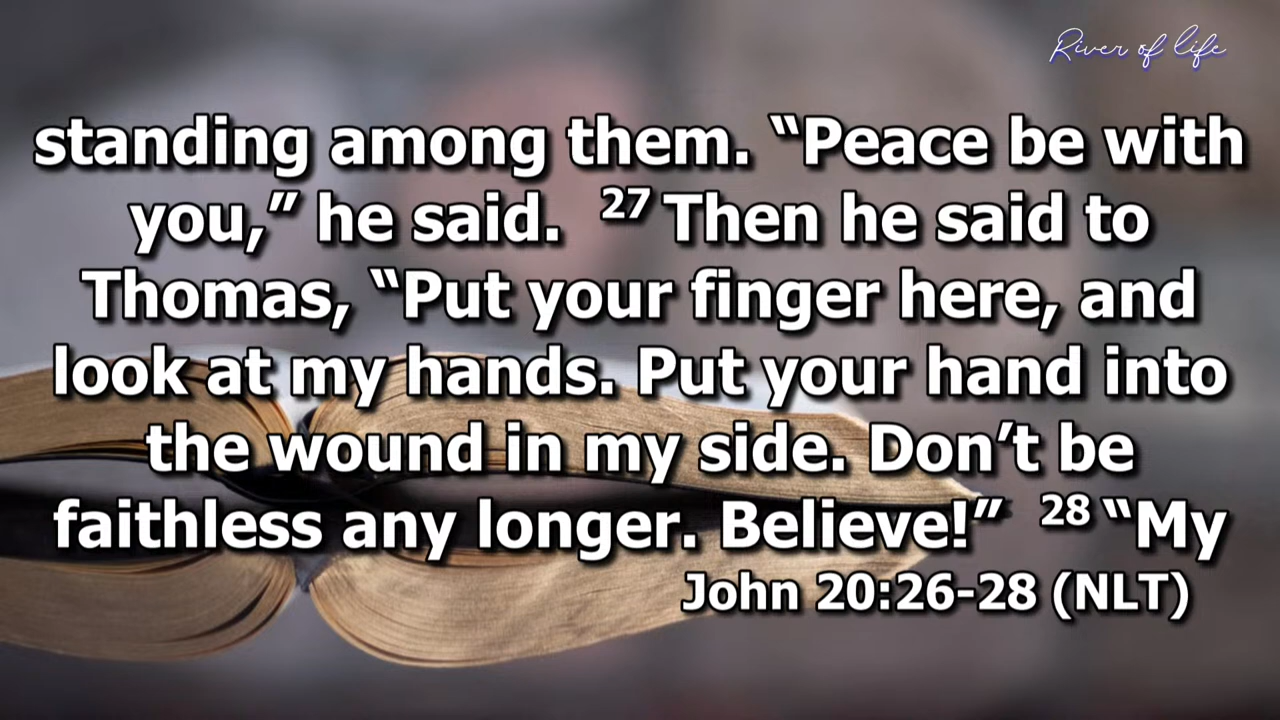 River of life
standing among them. “Peace be with
you,” he said. 27 Then he said to
Thomas, “Put your finger here, and
look at my hands. Put your hand into
the wound in my side. Don’t be
faithless any longer. Believe!” 28 “My
John 20:26-28 (NLT)